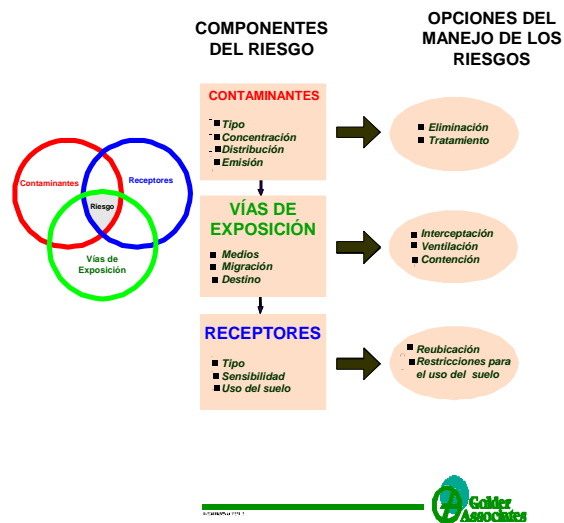 COMPONENTES
DEL RIESGO
OPCIONES DEL
MANEJO DE LOS
RIESGOS
Contaminantes
Receptores
Riesgo
Vías de
Exposición
CONTAMINANTES
Tipo
Concentración
Distribución
Emisión
Eliminación
Tratamiento
VÍAS DE
EXPOSICIÓN
Medios
Migración
Destino
Interceptación
Ventilación
Contención
RECEPTORES
Tipo
Sensibilidad
Uso del suelo
Reubicación
Restricciones para
el uso del suelo
Golder
Associates